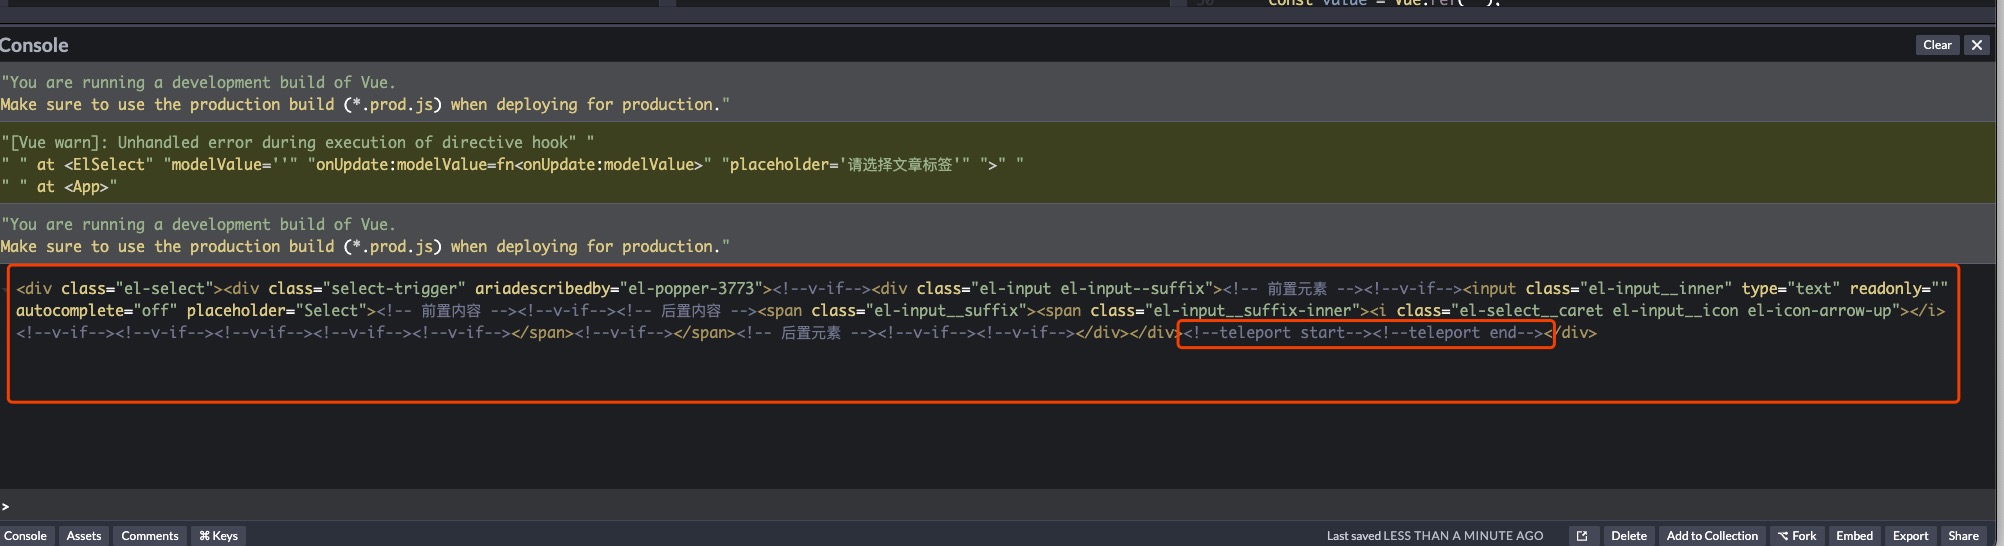 Console
Clear ✕
"You are running a development build of Vue.
Make sure to use the production build (*.prod.js) when deploying for production."
"[Vue warn]: Unhandled error during execution of directive hook" "
" " at <ElSelect" "modelValue=''" "onUpdate:modelValue=fn<onUpdate:modelValue>" "placeholder='请选择文章标签'" ">" "
" " at <App>"
"You are running a development build of Vue.
Make sure to use the production build (*.prod.js) when deploying for production."
<div class="el-select"><div class="select-trigger" ariadescribedby="el-popper-3773"><!--v-if--><div class="el-input el-input--suffix"><!-- 前置元素 --><!--v-if--><input class="el-input__inner" type="text" readonly=""
autocomplete="off" placeholder="Select"><!-- 前置内容 --><!--v-if--><!-- 后置内容 --><span class="el-input__suffix"><span class="el-input__suffix-inner"><i class="el-select__caret el-input__icon el-icon-arrow-up"></i>
<!--v-if--><!--v-if--><!--v-if--><!--v-if--><!--v-if--></span><!--v-if--></span><!-- 后置元素 --><!--v-if--><!--v-if--></div></div><!--teleport start--><!--teleport end--></div>
>
Console Assets Comments ⌘ Keys Last saved LESS THAN A MINUTE AGO Delete Add to Collection Fork Embed Export Share